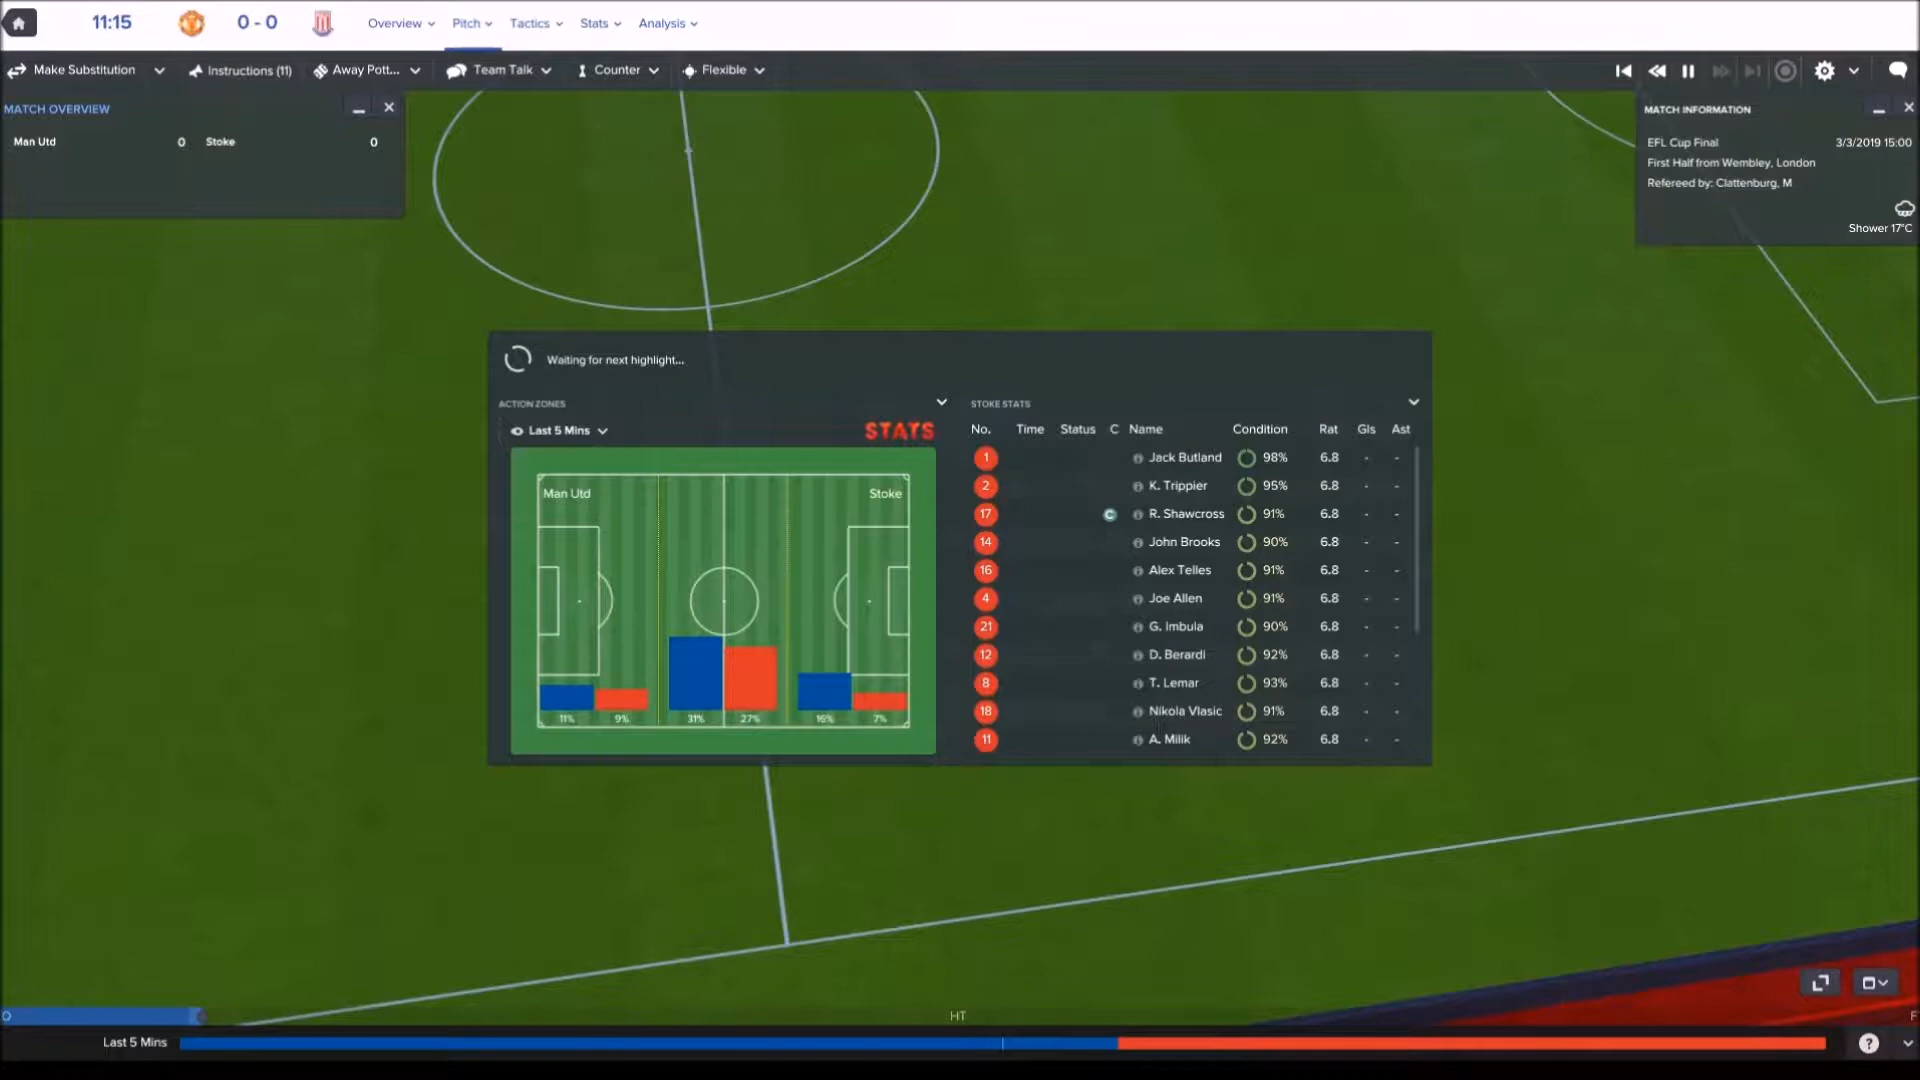 11:15 0 - 0 Overview Pitch Tactics Stats Analysis
Make Substitution Instructions (11) Away Pott... Team Talk Counter Flexible
MATCH OVERVIEW
Man Utd 0 Stoke 0
MATCH INFORMATION
EFL Cup Final 3/3/2019 15:00
First Half from Wembley, London
Refereed by: Clattenburg, M
Shower 17°C
Waiting for next highlight...
ACTION ZONES
Last 5 Mins STATS
Man Utd Stoke
11% 9% 31% 27% 16% 7%
STOKE STATS
No. Time Status C Name Condition Rat Gls Ast
1 Jack Butland 98% 6.8 - -
2 K. Trippier 95% 6.8 - -
17 C R. Shawcross 91% 6.8 - -
14 John Brooks 90% 6.8 - -
16 Alex Telles 91% 6.8 - -
4 Joe Allen 91% 6.8 - -
21 G. Imbula 90% 6.8 - -
12 D. Berardi 92% 6.8 - -
8 T. Lemar 93% 6.8 - -
18 Nikola Vlasic 91% 6.8 - -
11 A. Milik 92% 6.8 - -
HT F
Last 5 Mins ?